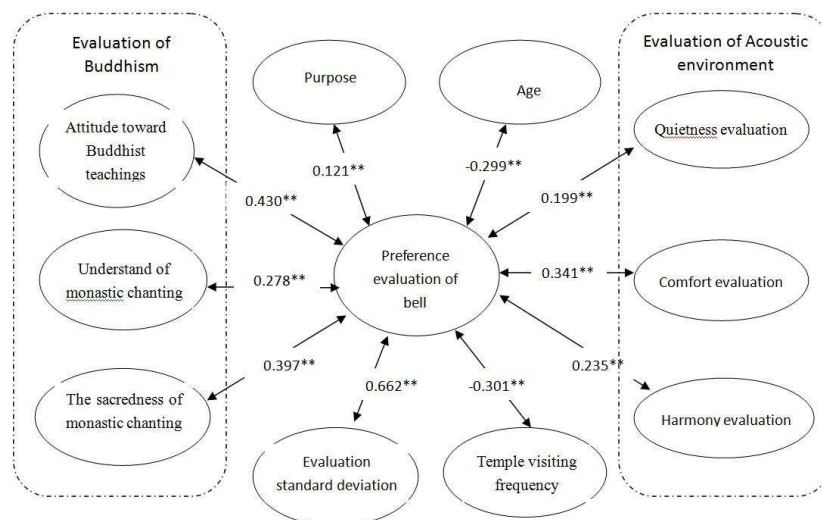 Evaluation of
Buddhism
Attitude toward
Buddhist
teachings
Understand of
monastic chanting
The sacredness of
monastic chanting
Purpose
Age
0.121**
-0.299**
0.430**
0.199**
0.278**
Preference
evaluation of
bell
0.341**
0.397**
0.662**
-0.301**
0.235**
Evaluation
standard deviation
Temple visiting
frequency
Evaluation of Acoustic
environment
Quietness evaluation
Comfort evaluation
Harmony evaluation